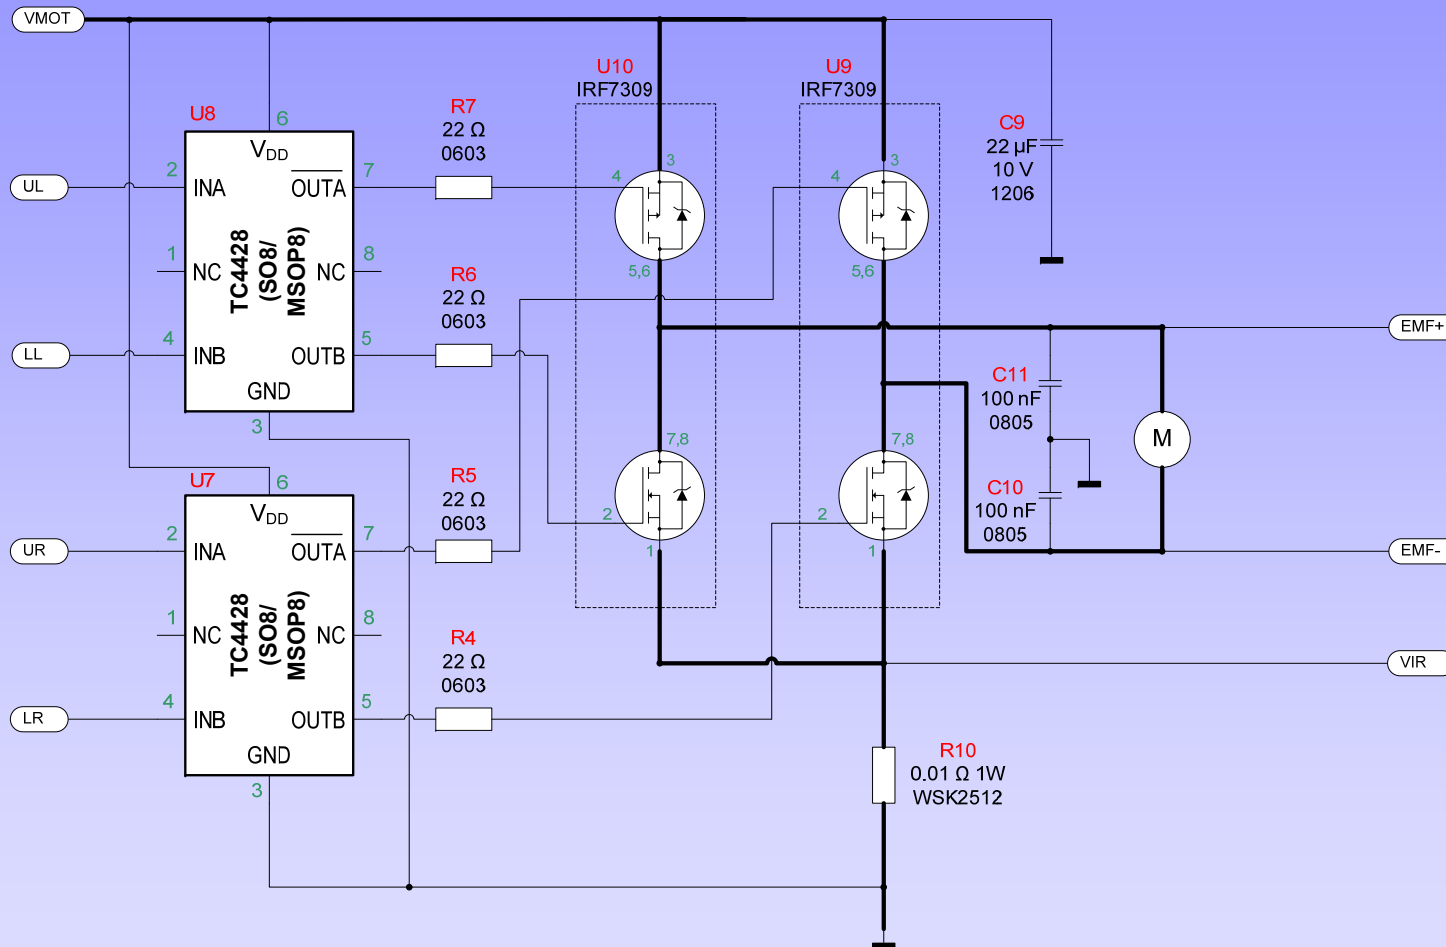 VMOT
U10
IRF7309
U9
IRF7309
U8
6
R7
22 Ω
0603
C9
22 µF
10 V
1206
VDD
UL
2
INA
OUTA
7
4
3
4
3
1
NC
TC4428
(SO8/
MSOP8)
NC
8
5,6
5,6
R6
22 Ω
0603
LL
4
INB
OUTB
5
EMF+
GND
3
C11
100 nF
0805
M
7,8
7,8
U7
6
R5
22 Ω
0603
C10
100 nF
0805
VDD
2
2
UR
2
INA
OUTA
7
1
1
EMF-
1
NC
TC4428
(SO8/
MSOP8)
NC
8
R4
22 Ω
0603
VIR
LR
4
INB
OUTB
5
GND
3
R10
0.01 Ω 1W
WSK2512